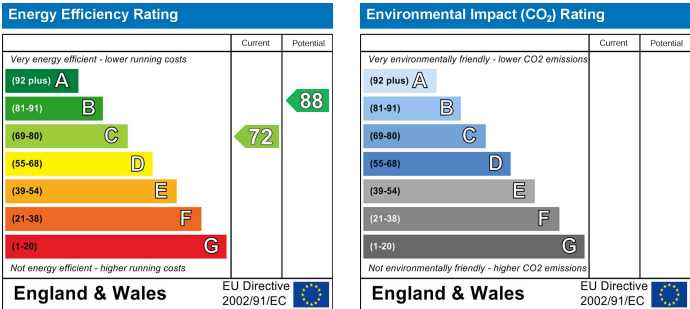 Energy Efficiency Rating
Current
Potential
Very energy efficient - lower running costs
(92 plus) A
(81-91) B
(69-80) C
(55-68) D
(39-54) E
(21-38) F
(1-20) G
72
88
Not energy efficient - higher running costs
England & Wales
EU Directive
2002/91/EC
Environmental Impact (CO₂) Rating
Current
Potential
Very environmentally friendly - lower CO2 emissions
(92 plus) A
(81-91) B
(69-80) C
(55-68) D
(39-54) E
(21-38) F
(1-20) G
Not environmentally friendly - higher CO2 emissions
England & Wales
EU Directive
2002/91/EC